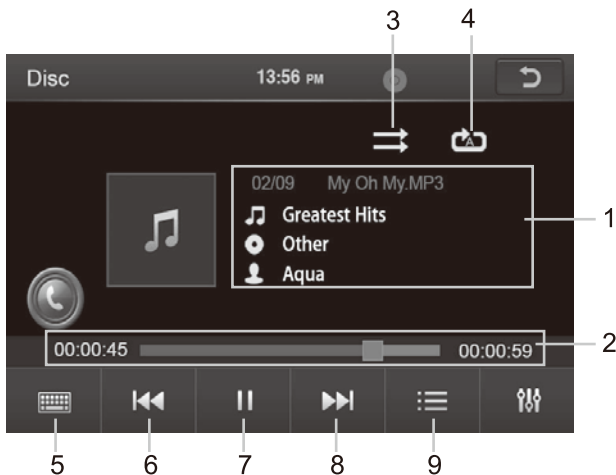 3 4
Disc 13:56 PM
A
02/09 My Oh My.MP3
Greatest Hits
1
Other
Aqua
00:00:45 00:00:59 2
5 6 7 8 9